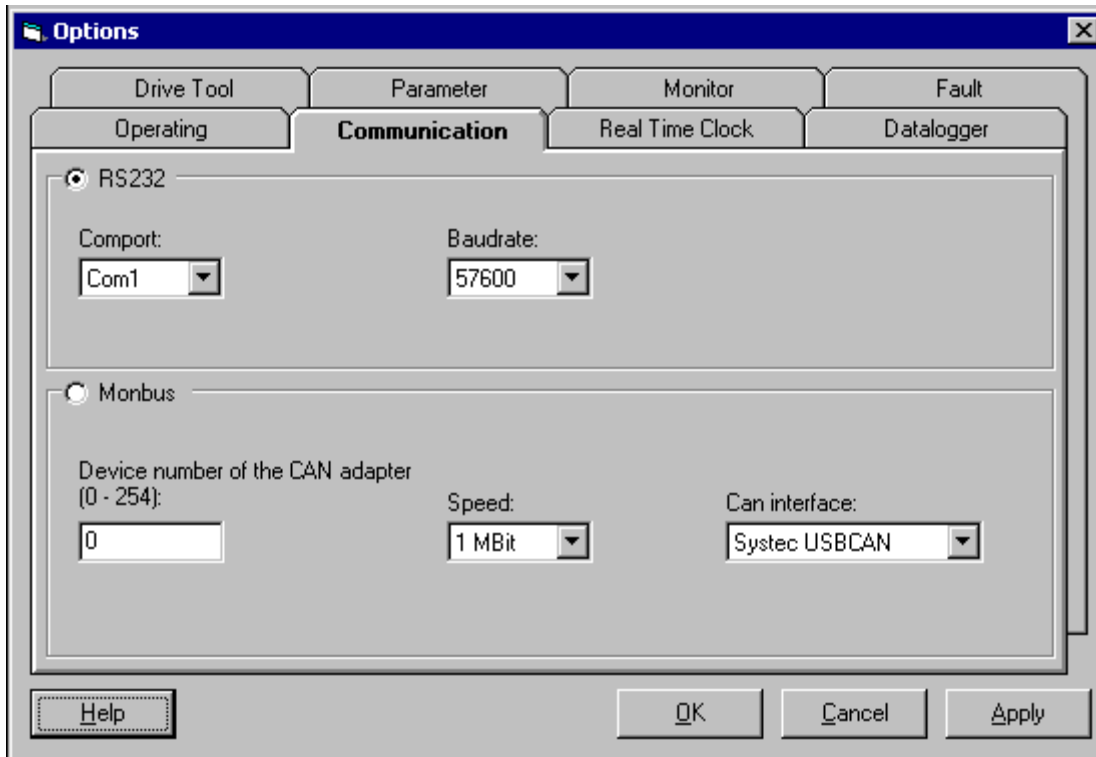 Options
Drive Tool Parameter Monitor Fault
Operating Communication Real Time Clock Datalogger
RS232
Comport: Baudrate:
Com1 57600
Monbus
Device number of the CAN adapter
(0 - 254): Speed: Can interface:
0 1 MBit Systec USBCAN
Help OK Cancel Apply